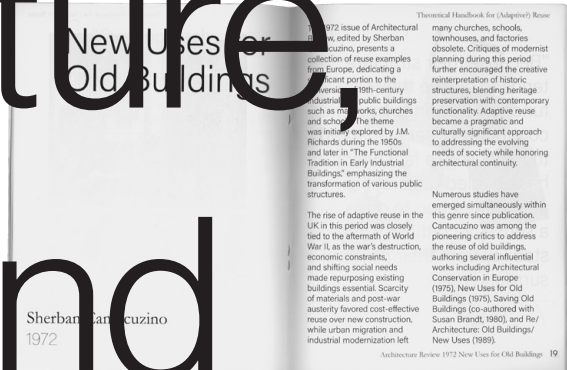 ture,
nd
New Uses for
Old Buildings
Sherban Cantacuzino
1972
The 1972 issue of Architectural
Review, edited by Sherban
Cantacuzino, presents a
collection of reuse examples
from Europe, dedicating a
significant portion to the
conversion of 19th-century
industrial public buildings
such as churches
and schools. The theme
was initially explored by J.M.
Richards during the 1950s
and later in "The Functional
Tradition in Early Industrial
Buildings," emphasizing the
transformation of various public
structures.
The rise of adaptive reuse in the
UK in this period was closely
tied to the aftermath of World
War II, as the war's destruction,
economic constraints,
and shifting social needs
made repurposing existing
buildings essential. Scarcity
of materials and post-war
austerity favored cost-effective
reuse over new construction,
while urban migration and
industrial modernization left
Theoretical Handbook for (Adaptive?) Reuse
many churches, schools,
townhouses, and factories
obsolete. Critiques of modernist
planning during this period
further encouraged the creative
reinterpretation of historic
structures, blending heritage
preservation with contemporary
functionality. Adaptive reuse
became a pragmatic and
culturally significant approach
to addressing the evolving
needs of society while honoring
architectural continuity.
Numerous studies have
emerged simultaneously within
this genre since publication.
Cantacuzino was among the
pioneering critics to address
the reuse of old buildings,
authoring several influential
works including Architectural
Conservation in Europe
(1975), New Uses for Old
Buildings (1975), Saving Old
Buildings (co-authored with
Susan Brandt, 1980), and Re/
Architecture: Old Buildings/
New Uses (1989).
Architecture Review 1972 New Uses for Old Buildings 19